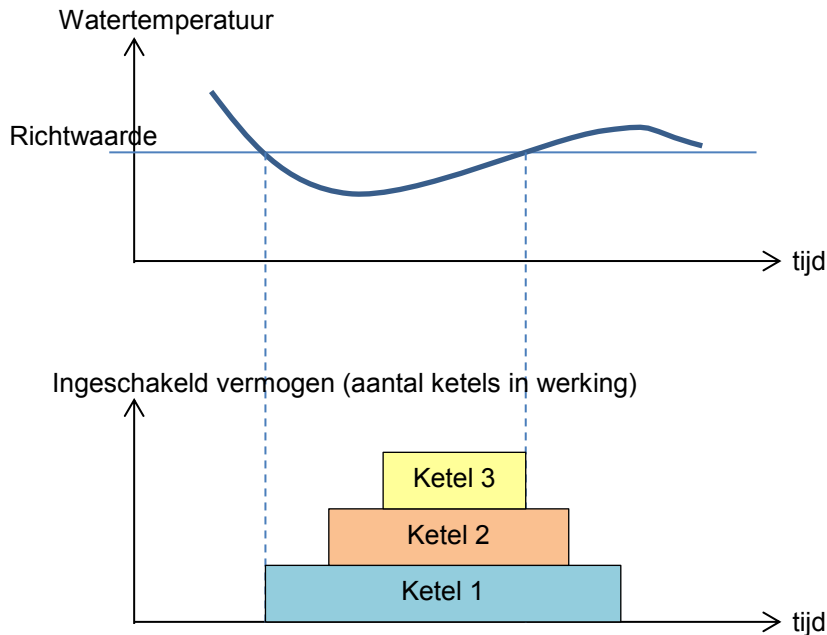 Watertemperatuur
Richtwaarde
tijd
Ingeschakeld vermogen (aantal ketels in werking)
Ketel 3
Ketel 2
Ketel 1
tijd